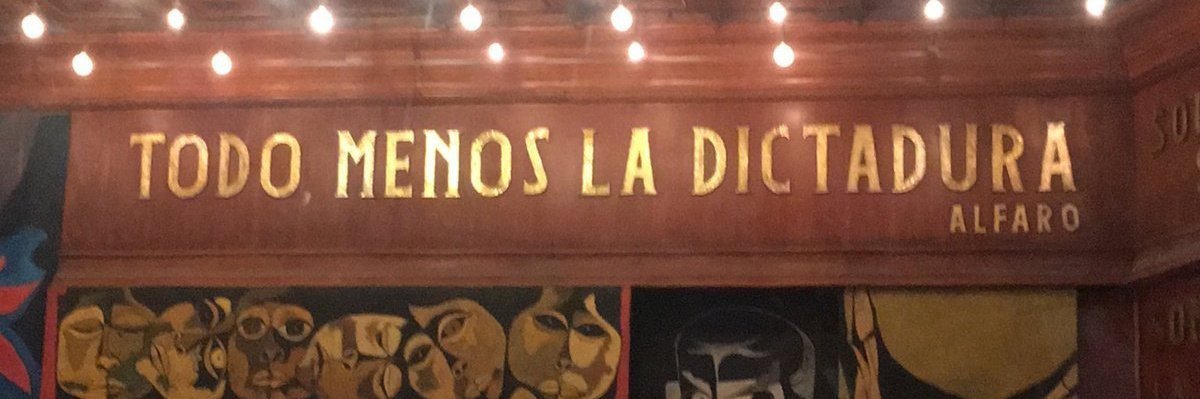 TODO, MENOS LA DICTADURA
ALFARO